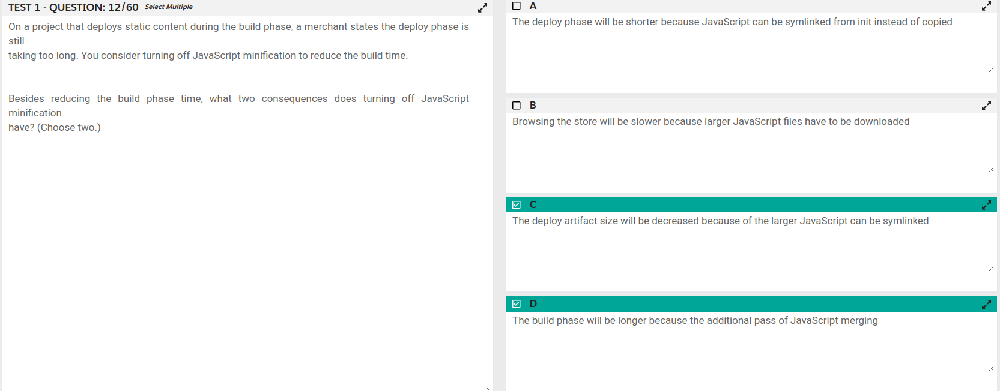 TEST 1 - QUESTION: 12/60 Select Multiple
On a project that deploys static content during the build phase, a merchant states the deploy phase is
still
taking too long. You consider turning off JavaScript minification to reduce the build time.
Besides reducing the build phase time, what two consequences does turning off JavaScript
minification
have? (Choose two.)
A
The deploy phase will be shorter because JavaScript can be symlinked from init instead of copied
B
Browsing the store will be slower because larger JavaScript files have to be downloaded
C
The deploy artifact size will be decreased because of the larger JavaScript can be symlinked
D
The build phase will be longer because the additional pass of JavaScript merging